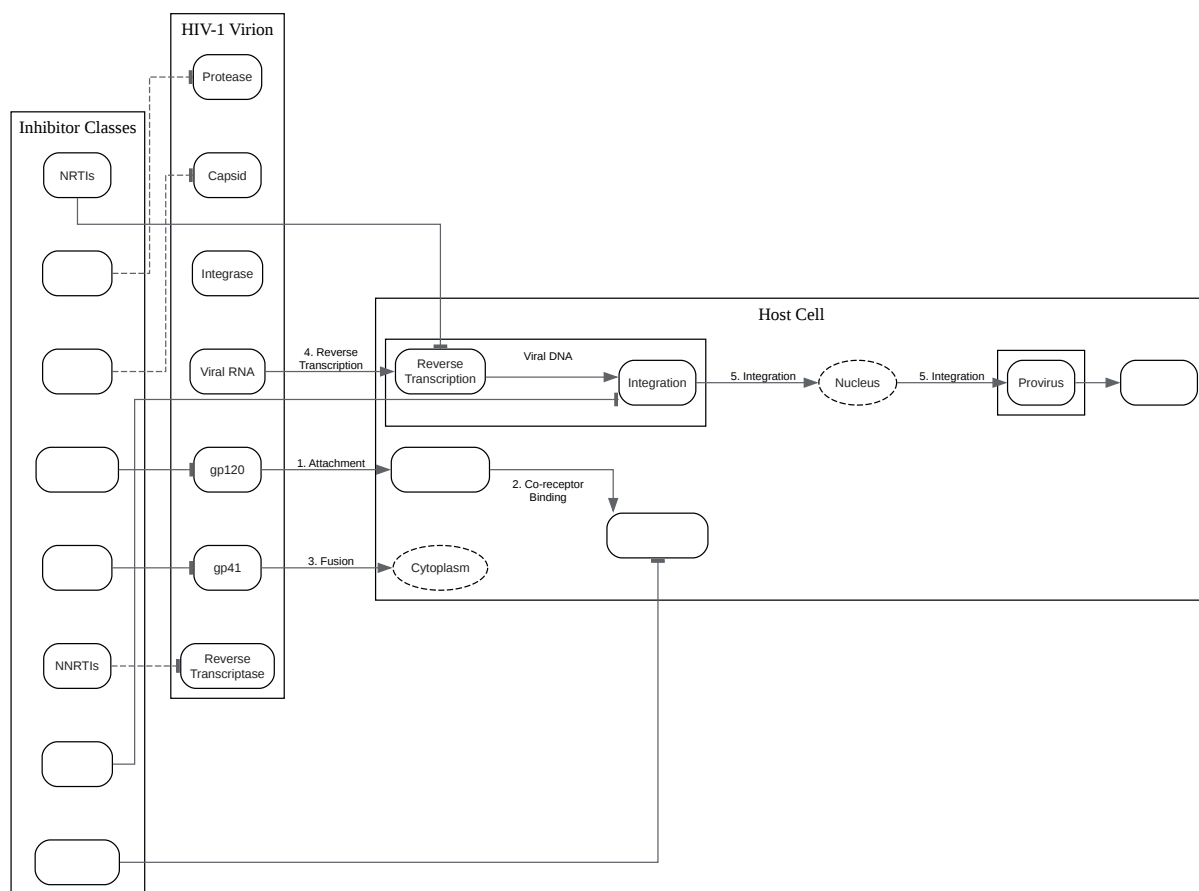 HIV-1 Virion
Protease
Inhibitor Classes
NRTIs
Capsid
Integrase
Host Cell
Viral RNA
4. Reverse
Transcription
Reverse
Transcription
Viral DNA
Integration
5. Integration
Nucleus
5. Integration
Provirus
gp120
1. Attachment
2. Co-receptor
Binding
gp41
3. Fusion
Cytoplasm
NNRTIs
Reverse
Transcriptase